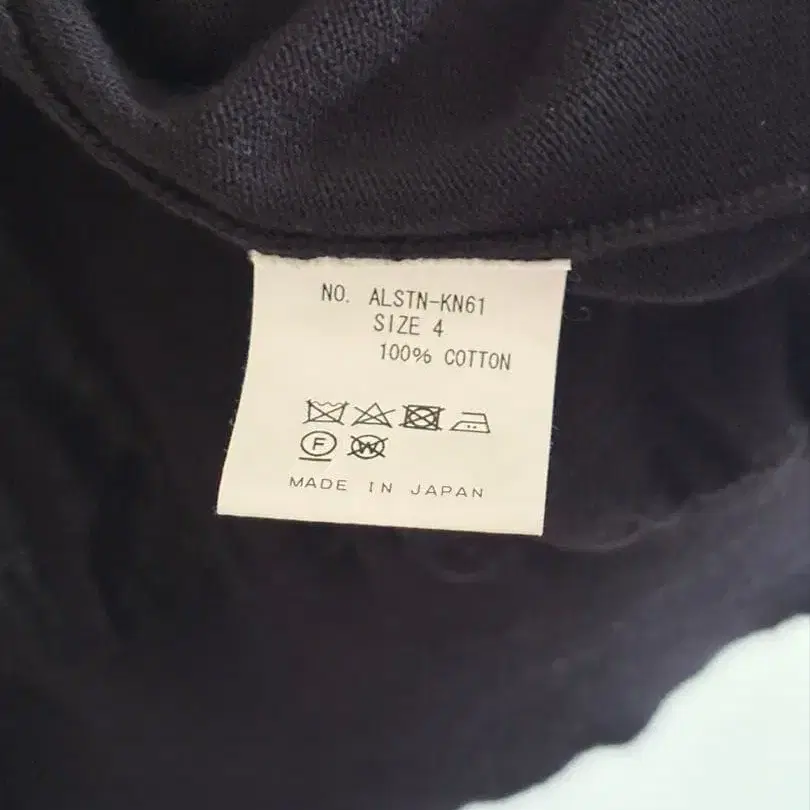 NO. ALSTN-KN61
SIZE 4
100% COTTON
F W
MADE IN JAPAN